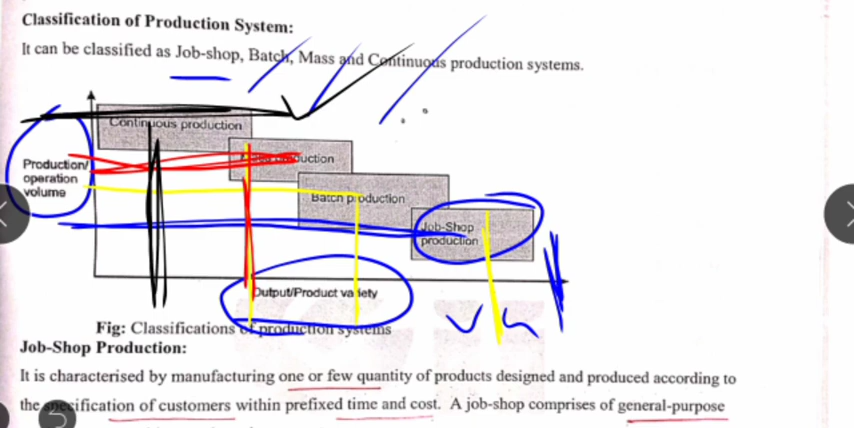 Classification of Production System:
It can be classified as Job-shop, Batch, Mass and Continuous production systems.
Continuous production
Production/
operation
volume
production
Batch production
Job-Shop
production
Output/Product variety
Fig: Classifications of production systems
Job-Shop Production:
It is characterised by manufacturing one or few quantity of products designed and produced according to
the specification of customers within prefixed time and cost. A job-shop comprises of general-purpose